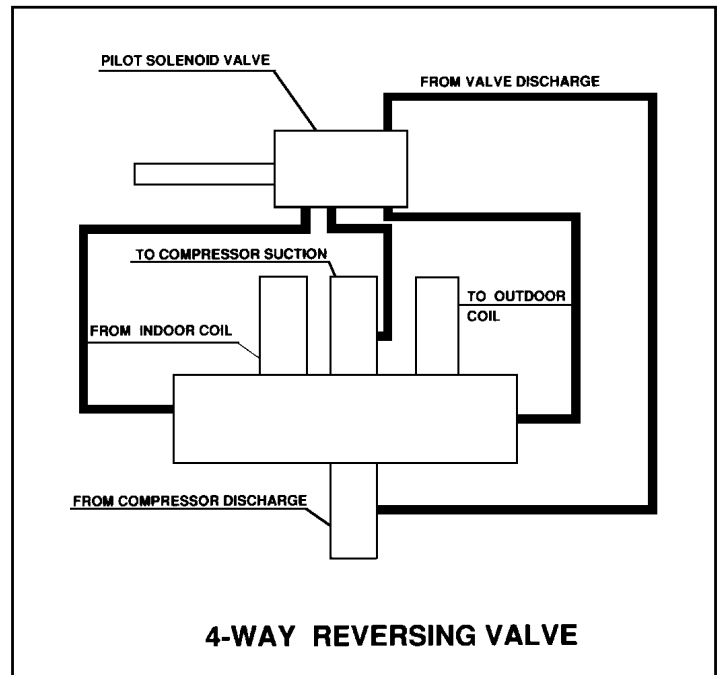 PILOT SOLENOID VALVE
FROM VALVE DISCHARGE
TO COMPRESSOR SUCTION
TO OUTDOOR
COIL
FROM INDOOR COIL
FROM COMPRESSOR DISCHARGE
4-WAY REVERSING VALVE